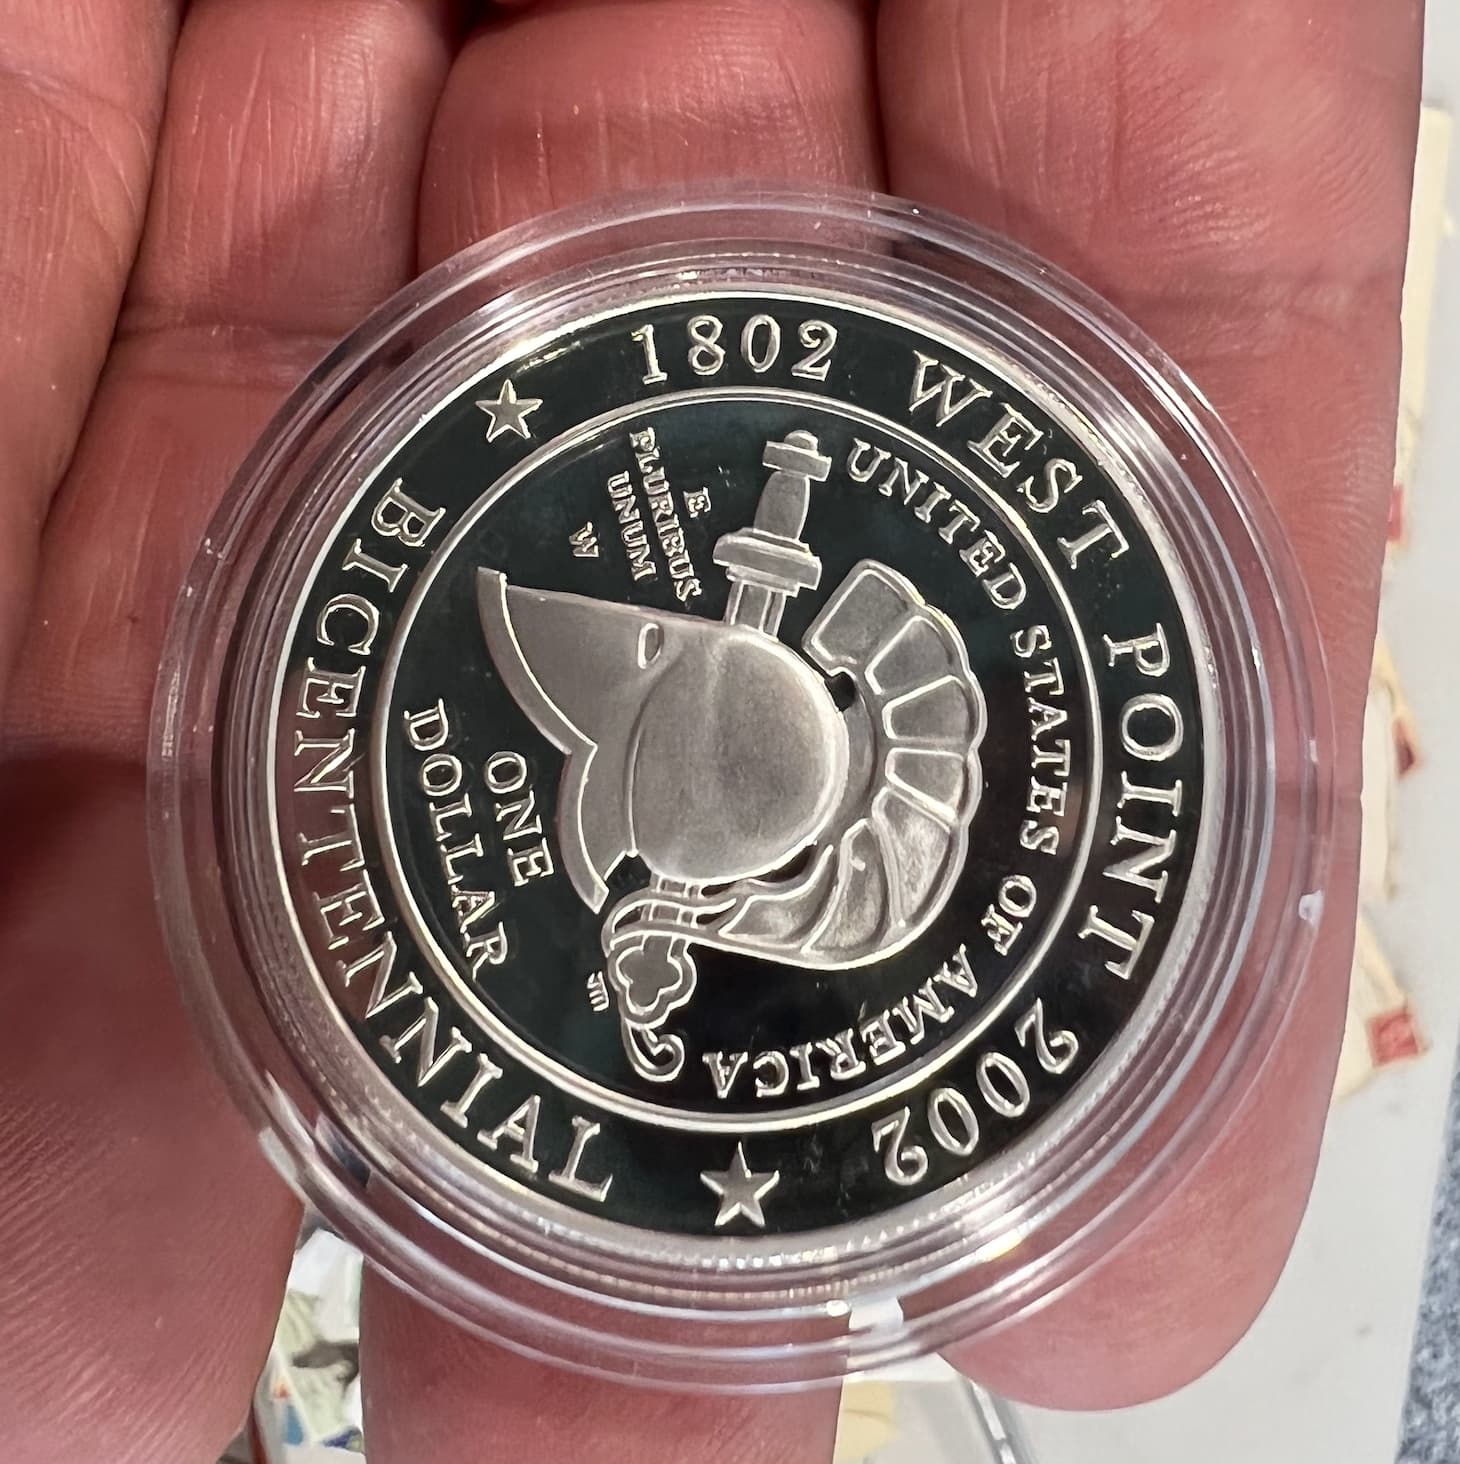 1802 WEST POINT 2002
BICENTENNIAL
UNITED STATES OF AMERICA
E
PLURIBUS
UNUM
W
ONE
DOLLAR